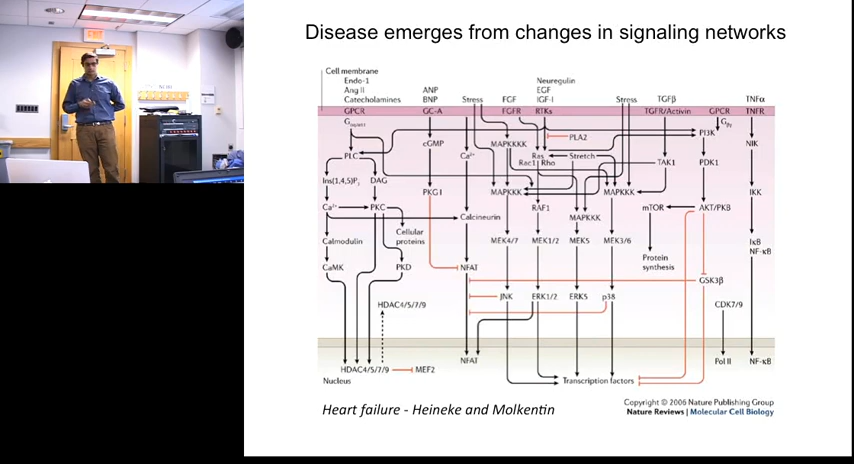 Disease emerges from changes in signaling networks
Cell membrane
Endo-1
Ang II
Catecholamines
ANP
BNP
Stress
FGF
Neuregulin
EGF
IGF-I
Stress
TGFβ
TNFα
GPCR
GC-A
FGFR
RTKs
TGFR/Activin
GPCR
TNFR
PLC
cGMP
Ca²⁺
MAPKKKK
PLA2
Ras
Rac1
Rho
Stretch
TAK1
PI3K
Gβγ
NIK
PDK1
Ins(1,4,5)P₃
DAG
PKG I
MAPKKK
MAPKKK
IKK
Ca²⁺
PKC
Calcineurin
RAF1
MAPKKK
mTOR
AKT/PKB
Calmodulin
Cellular
proteins
MEK4/7
MEK1/2
MEK5
MEK3/6
Protein
synthesis
IκB
NF-κB
CaMK
PKD
NFAT
GSK3β
HDAC4/5/7/9
JNK
ERK1/2
ERK5
p38
CDK7/9
HDAC4/5/7/9
MEF2
NFAT
Pol II
NF-κB
Nucleus
Transcription factors
Copyright © 2006 Nature Publishing Group
Nature Reviews | Molecular Cell Biology
Heart failure - Heineke and Molkentin